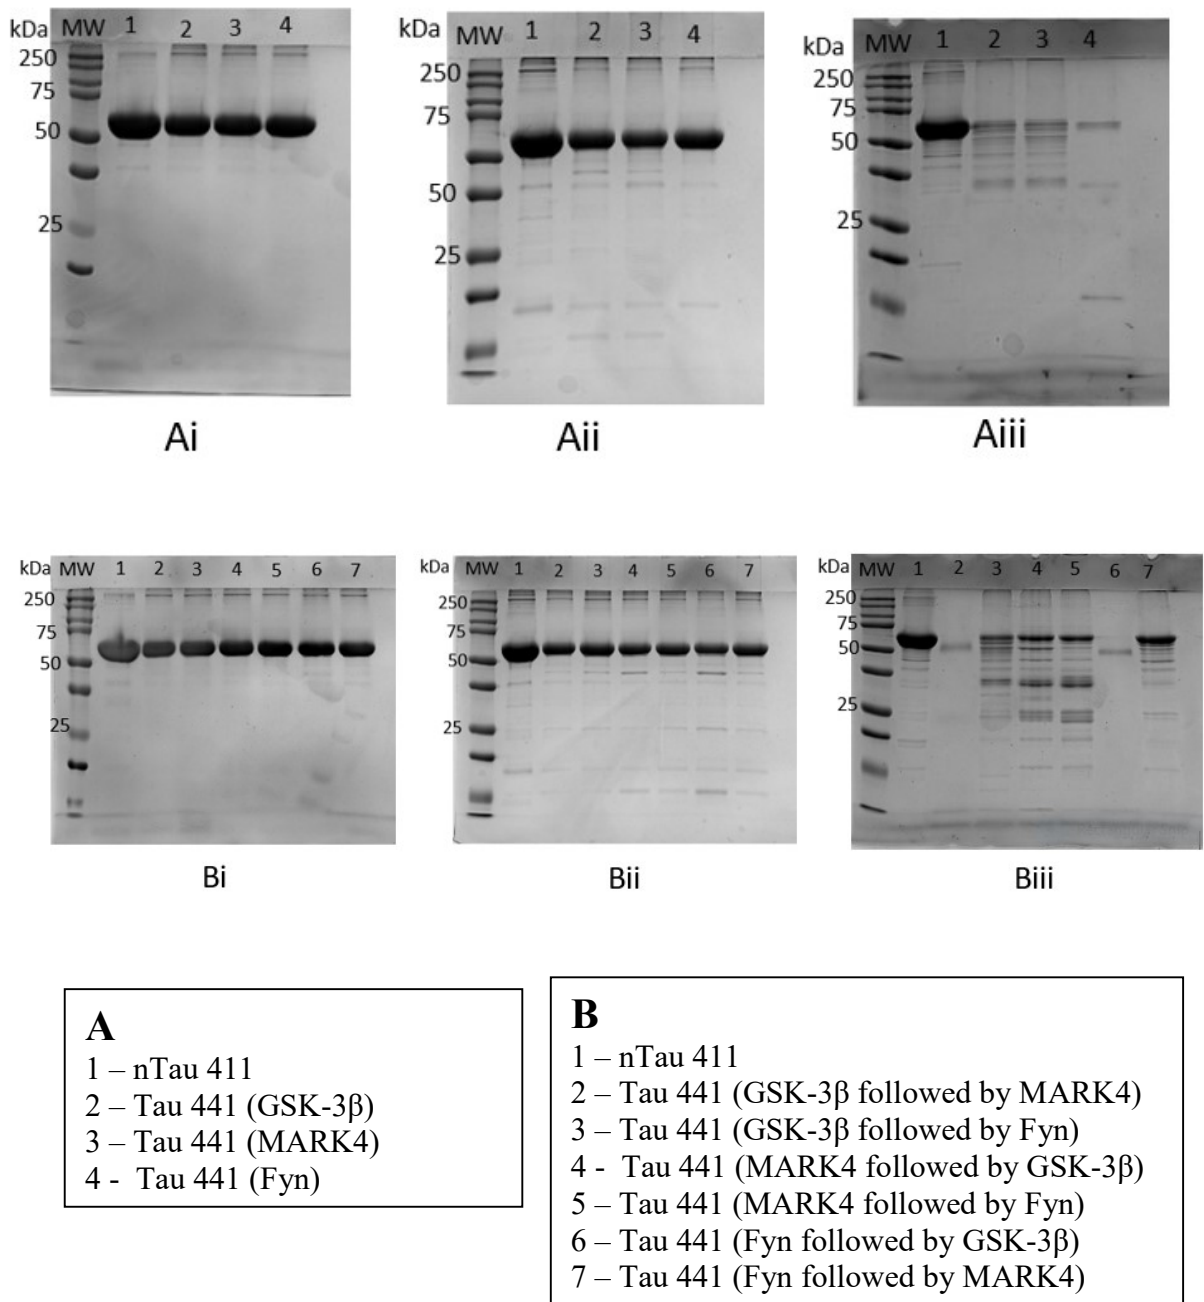 kDa MW 1 2 3 4
250
75
50
25
Ai
kDa MW 1 2 3 4
250
75
50
25
Aii
kDa MW 1 2 3 4
250
75
50
25
Aiii
kDa MW 1 2 3 4 5 6 7
250
75
50
25
Bi
kDa MW 1 2 3 4 5 6 7
250
75
50
25
Bii
kDa MW 1 2 3 4 5 6 7
250
75
50
25
Biii
A
1 – nTau 411
2 – Tau 441 (GSK-3β)
3 – Tau 441 (MARK4)
4 - Tau 441 (Fyn)
B
1 – nTau 411
2 – Tau 441 (GSK-3β followed by MARK4)
3 – Tau 441 (GSK-3β followed by Fyn)
4 - Tau 441 (MARK4 followed by GSK-3β)
5 – Tau 441 (MARK4 followed by Fyn)
6 – Tau 441 (Fyn followed by GSK-3β)
7 – Tau 441 (Fyn followed by MARK4)